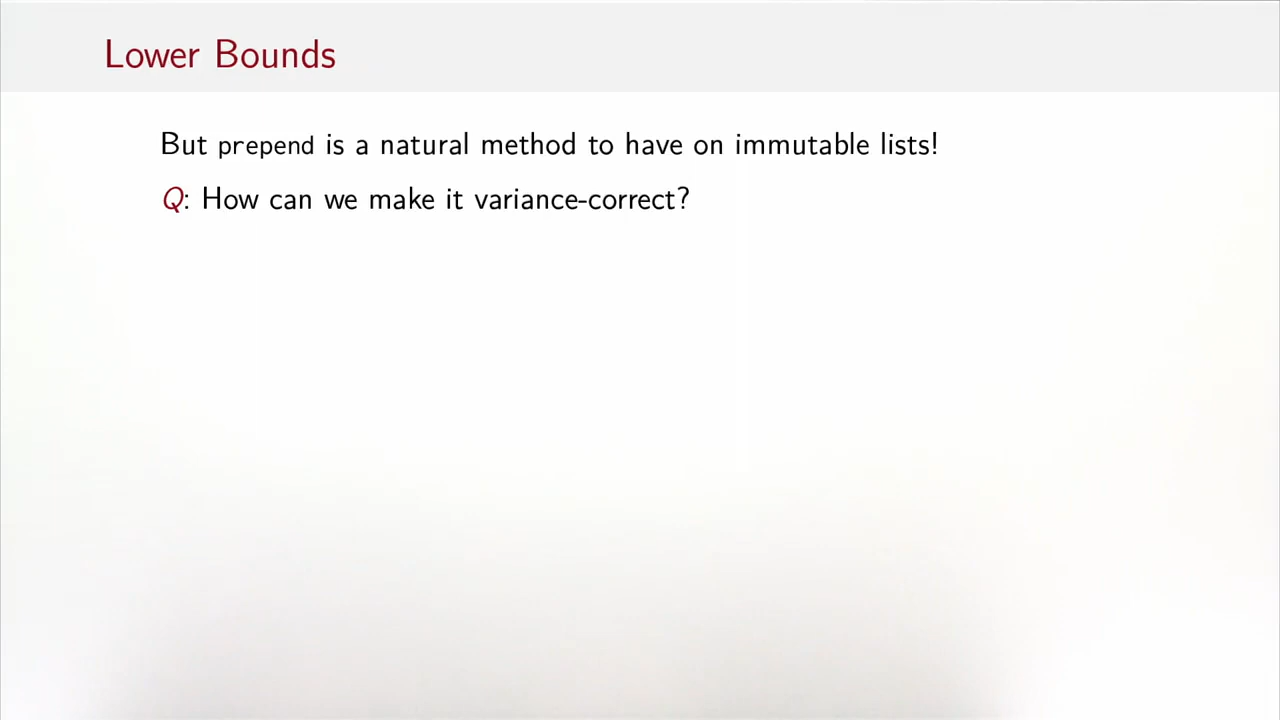 Lower Bounds
But prepend is a natural method to have on immutable lists!
Q: How can we make it variance-correct?